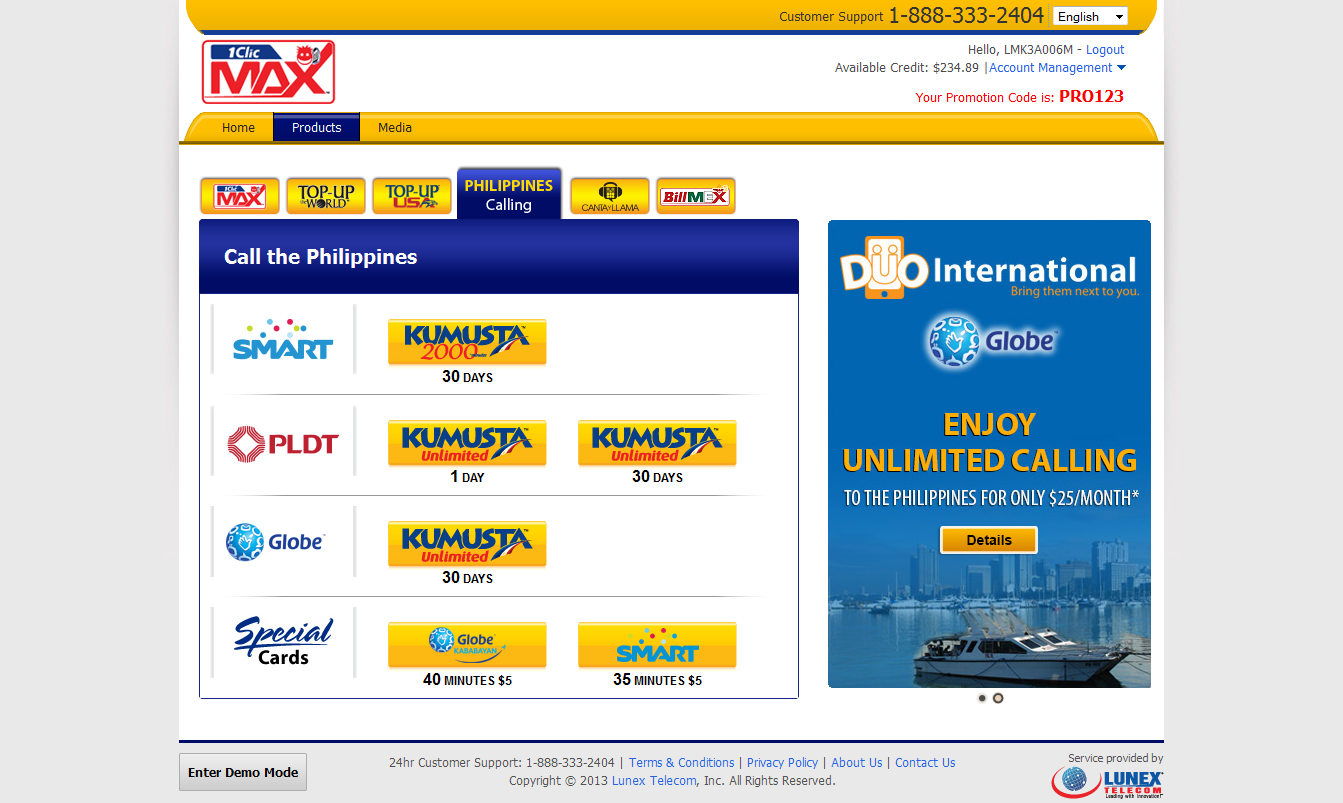 Customer Support 1-888-333-2404 English
1Clic
MAX
Hello, LMK3A006M - Logout
Available Credit: $234.89 |Account Management
Your Promotion Code is: PRO123
Home Products Media
1Clic
MAX
TOP-UP
the WORLD
TOP-UP
USA
PHILIPPINES
Calling
CANTA Y LLAMA
BillMAX
Call the Philippines
SMART
KUMUSTA™
2000 minutes
30 DAYS
PLDT
KUMUSTA™
Unlimited
1 DAY
KUMUSTA™
Unlimited
30 DAYS
Globe
KUMUSTA™
Unlimited
30 DAYS
Special
Cards
Globe
KABABAYAN
40 MINUTES $5
SMART
35 MINUTES $5
DUO International
Bring them next to you.
Globe
ENJOY
UNLIMITED CALLING
TO THE PHILIPPINES FOR ONLY $25/MONTH*
Details
Enter Demo Mode
24hr Customer Support: 1-888-333-2404 | Terms & Conditions | Privacy Policy | About Us | Contact Us
Copyright © 2013 Lunex Telecom, Inc. All Rights Reserved.
Service provided by
LUNEX
TELECOM
Leading with Innovation!